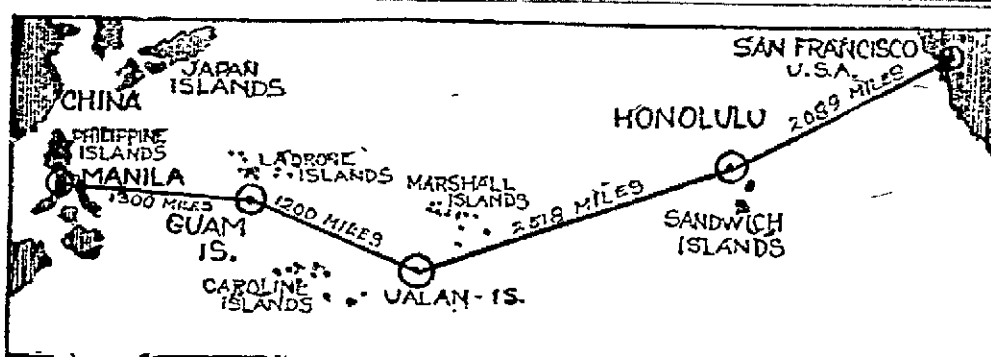 SAN FRANCISCO
U.S.A.
JAPAN
ISLANDS
CHINA
2089 MILES
HONOLULU
PHILIPPINE
ISLANDS
MANILA
LADRONE
ISLANDS
MARSHALL
ISLANDS
1300 MILES
1200 MILES
2518 MILES
GUAM
IS.
SANDWICH
ISLANDS
CAROLINE
ISLANDS
UALAN-IS.